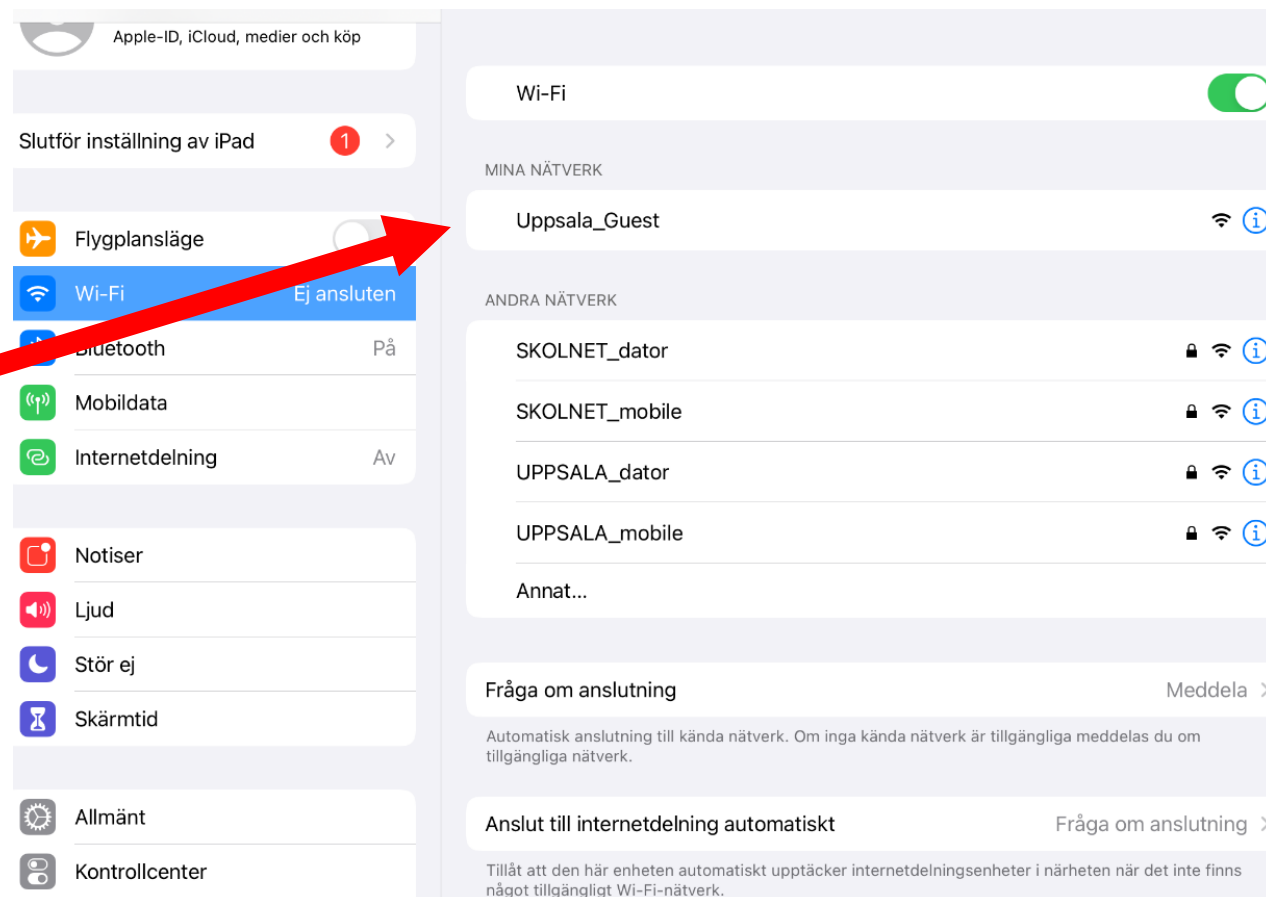 Apple-ID, iCloud, medier och köp
Slutför inställning av iPad 1
Flygplansläge
Wi-Fi Ej ansluten
Bluetooth På
Mobildata
Internetdelning Av
Notiser
Ljud
Stör ej
Skärmtid
Allmänt
Kontrollcenter
Wi-Fi
MINA NÄTVERK
Uppsala_Guest
ANDRA NÄTVERK
SKOLNET_dator
SKOLNET_mobile
UPPSALA_dator
UPPSALA_mobile
Annat...
Fråga om anslutning Meddela
Automatisk anslutning till kända nätverk. Om inga kända nätverk är tillgängliga meddelas du om
tillgängliga nätverk.
Anslut till internetdelning automatiskt Fråga om anslutning
Tillåt att den här enheten automatiskt upptäcker internetdelningsenheter i närheten när det inte finns
något tillgängligt Wi-Fi-nätverk.